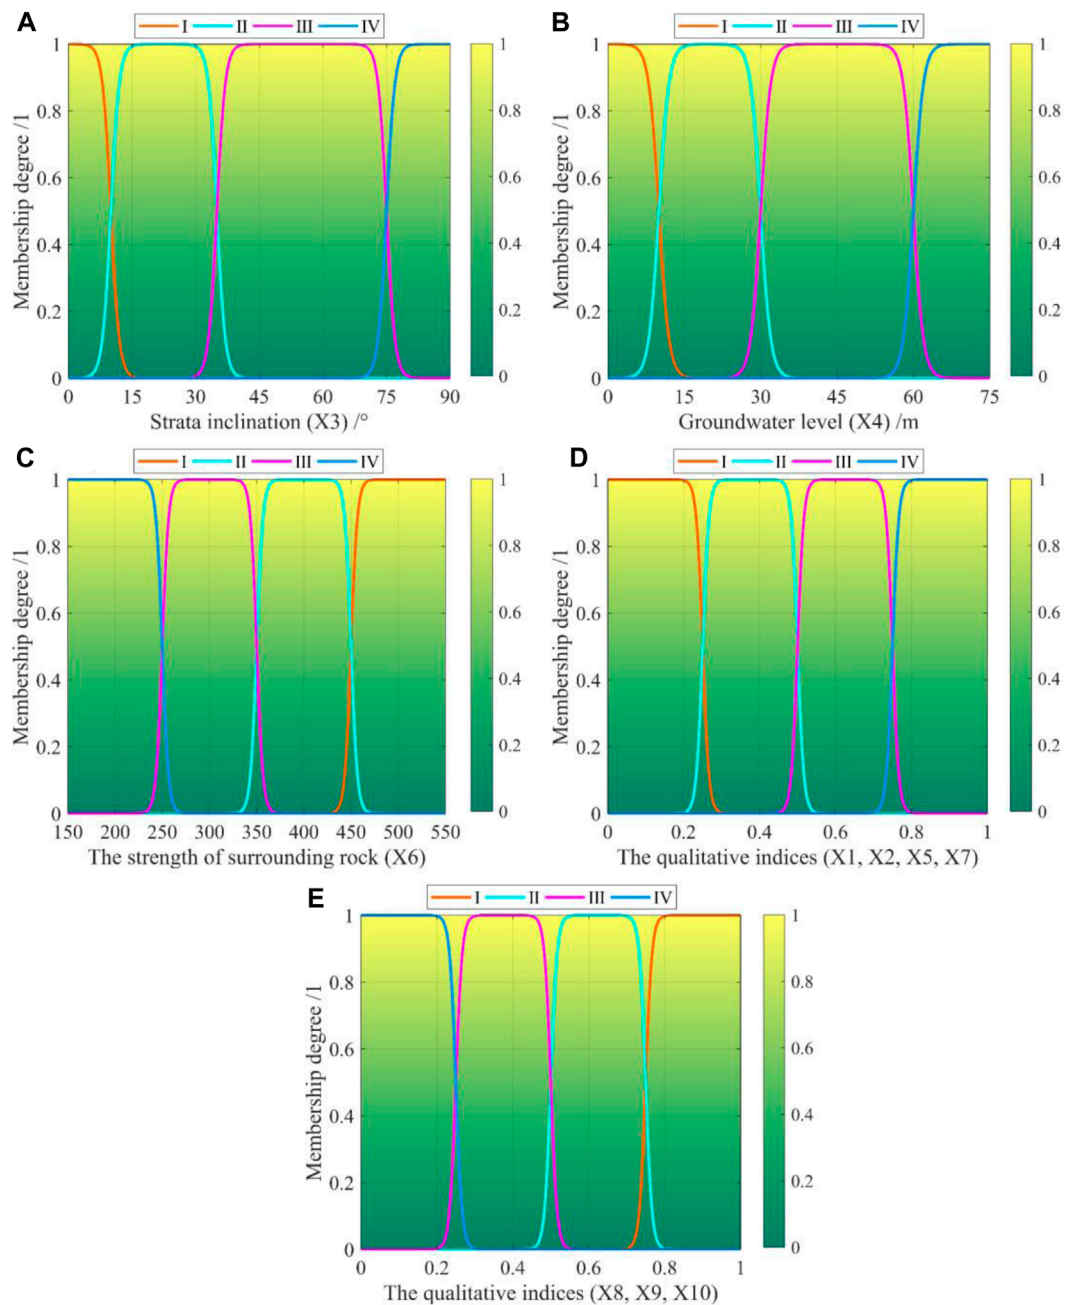 A
I II III IV
1
0.8
0.6
0.4
0.2
0
Membership degree /1
0 15 30 45 60 75 90
Strata inclination (X3) /°
1
0.8
0.6
0.4
0.2
0
B
I II III IV
1
0.8
0.6
0.4
0.2
0
Membership degree /1
0 15 30 45 60 75
Groundwater level (X4) /m
1
0.8
0.6
0.4
0.2
0
C
I II III IV
1
0.8
0.6
0.4
0.2
0
Membership degree /1
150 200 250 300 350 400 450 500 550
The strength of surrounding rock (X6)
1
0.8
0.6
0.4
0.2
0
D
I II III IV
1
0.8
0.6
0.4
0.2
0
Membership degree /1
0 0.2 0.4 0.6 0.8 1
The qualitative indices (X1, X2, X5, X7)
1
0.8
0.6
0.4
0.2
0
E
I II III IV
1
0.8
0.6
0.4
0.2
0
Membership degree /1
0 0.2 0.4 0.6 0.8 1
The qualitative indices (X8, X9, X10)
1
0.8
0.6
0.4
0.2
0